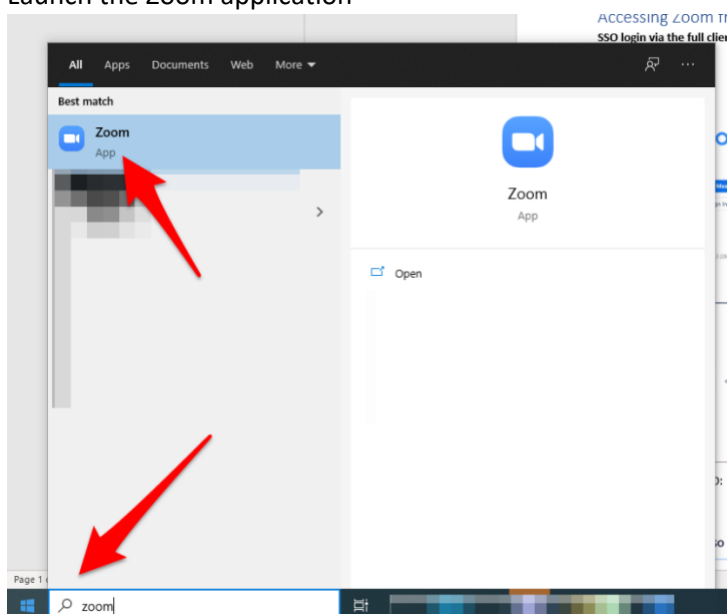 Launch the Zoom application
Accessing Zoom
SSO login via the full
All Apps Documents Web More
Best match
Zoom
App
Zoom
App
Open
Page 1
zoom